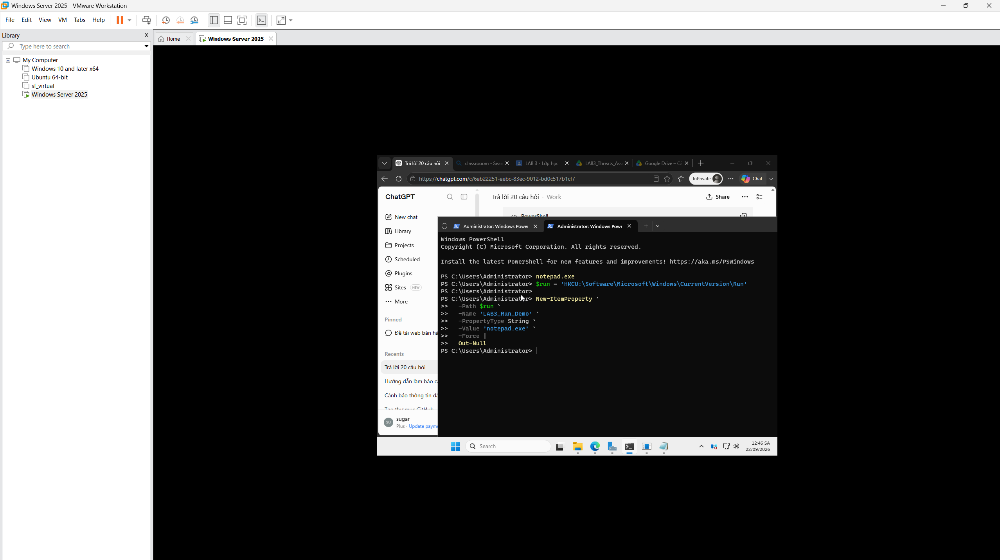 Windows Server 2025 - VMware Workstation
File Edit View VM Tabs Help
Library
Type here to search
My Computer
Windows 10 and later x64
Ubuntu 64-bit
sf_virtual
Windows Server 2025
Home
Windows Server 2025
Trả lời 20 câu hỏi
classrooom - Sear
LAB 3 - Lớp học
LAB3_Threats_Ass
Google Drive – Cả
https://chatgpt.com/c/6ab22251-aebc-83ec-9012-bd0c517b1cf7
InPrivate
Chat
ChatGPT
Trả lời 20 câu hỏi · Work
Share
PowerShell
New chat
Library
Projects
Scheduled
Plugins
Sites NEW
More
Pinned
Đề tài web bán hà
Recents
Trả lời 20 câu hỏi
Hướng dẫn làm báo cá
Cảnh báo thông tin đă
Tạo thư mục GitHub
SU
sugar
Plus · Update payme
Administrator: Windows Power
Administrator: Windows Powe
Windows PowerShell
Copyright (C) Microsoft Corporation. All rights reserved.
Install the latest PowerShell for new features and improvements! https://aka.ms/PSWindows
PS C:\Users\Administrator> notepad.exe
PS C:\Users\Administrator> $run = 'HKCU:\Software\Microsoft\Windows\CurrentVersion\Run'
PS C:\Users\Administrator>
PS C:\Users\Administrator> New-ItemProperty `
>> -Path $run `
>> -Name 'LAB3_Run_Demo' `
>> -PropertyType String `
>> -Value 'notepad.exe' `
>> -Force |
>> Out-Null
PS C:\Users\Administrator>
Search
12:46 SA
22/09/2026